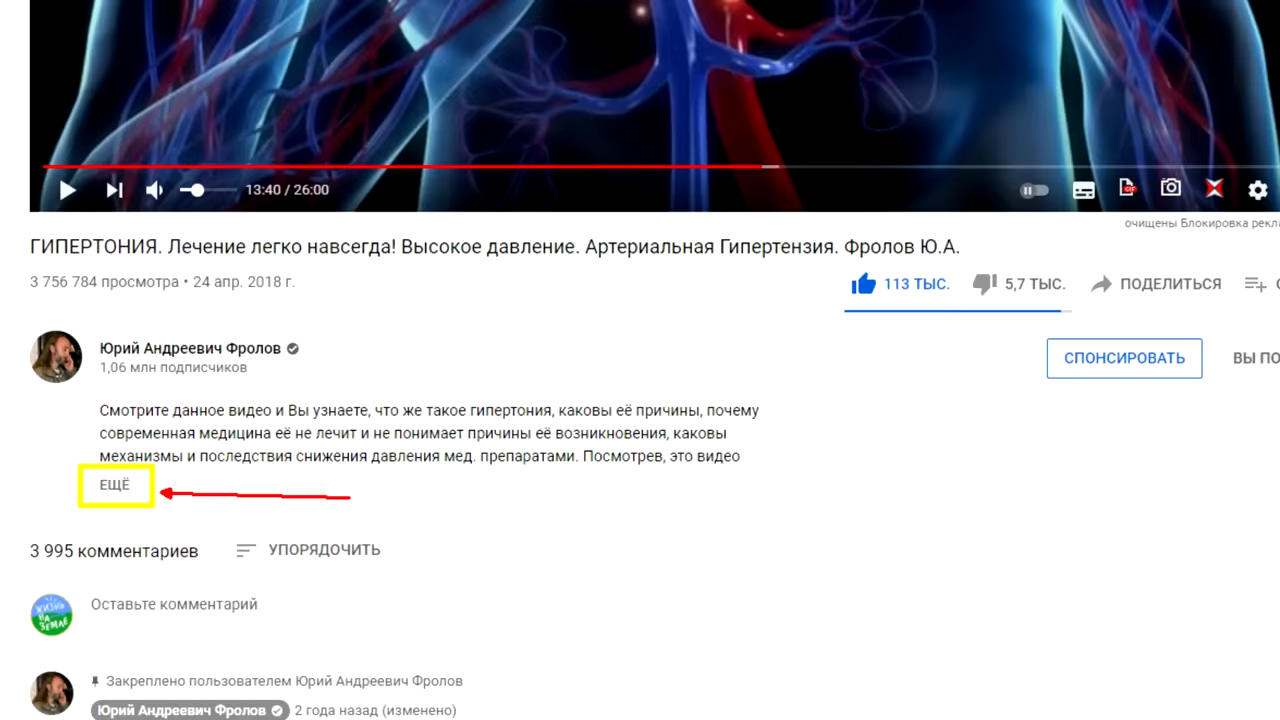 13:40 / 26:00
GIF
очищены Блокировка рекла
ГИПЕРТОНИЯ. Лечение легко навсегда! Высокое давление. Артериальная Гипертензия. Фролов Ю.А.
3 756 784 просмотра • 24 апр. 2018 г.
113 ТЫС. 5,7 ТЫС. ПОДЕЛИТЬСЯ С
Юрий Андреевич Фролов
1,06 млн подписчиков
СПОНСИРОВАТЬ ВЫ ПО
Смотрите данное видео и Вы узнаете, что же такое гипертония, каковы её причины, почему
современная медицина её не лечит и не понимает причины её возникновения, каковы
механизмы и последствия снижения давления мед. препаратами. Посмотрев, это видео
ЕЩЁ
3 995 комментариев УПОРЯДОЧИТЬ
ЖИЗНЬ
НА
ЗЕМЛЕ
Оставьте комментарий
Закреплено пользователем Юрий Андреевич Фролов
Юрий Андреевич Фролов 2 года назад (изменено)